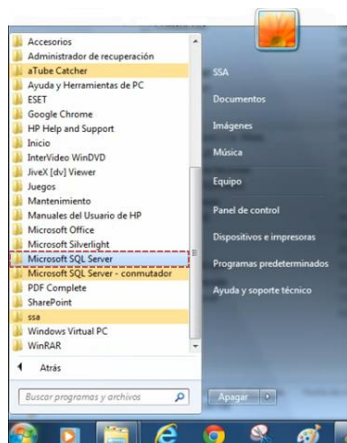 Accesorios
Administrador de recuperación
aTube Catcher
Ayuda y Herramientas de PC
ESET
Google Chrome
HP Help and Support
Inicio
InterVideo WinDVD
JiveX [dv] Viewer
Juegos
Mantenimiento
Manuales del Usuario de HP
Microsoft Office
Microsoft Silverlight
Microsoft SQL Server
Microsoft SQL Server - conmutador
PDF Complete
SharePoint
ssa
Windows Virtual PC
WinRAR
Atrás
Buscar programas y archivos
SSA
Documentos
Imágenes
Música
Equipo
Panel de control
Dispositivos e impresoras
Programas predeterminados
Ayuda y soporte técnico
Apagar